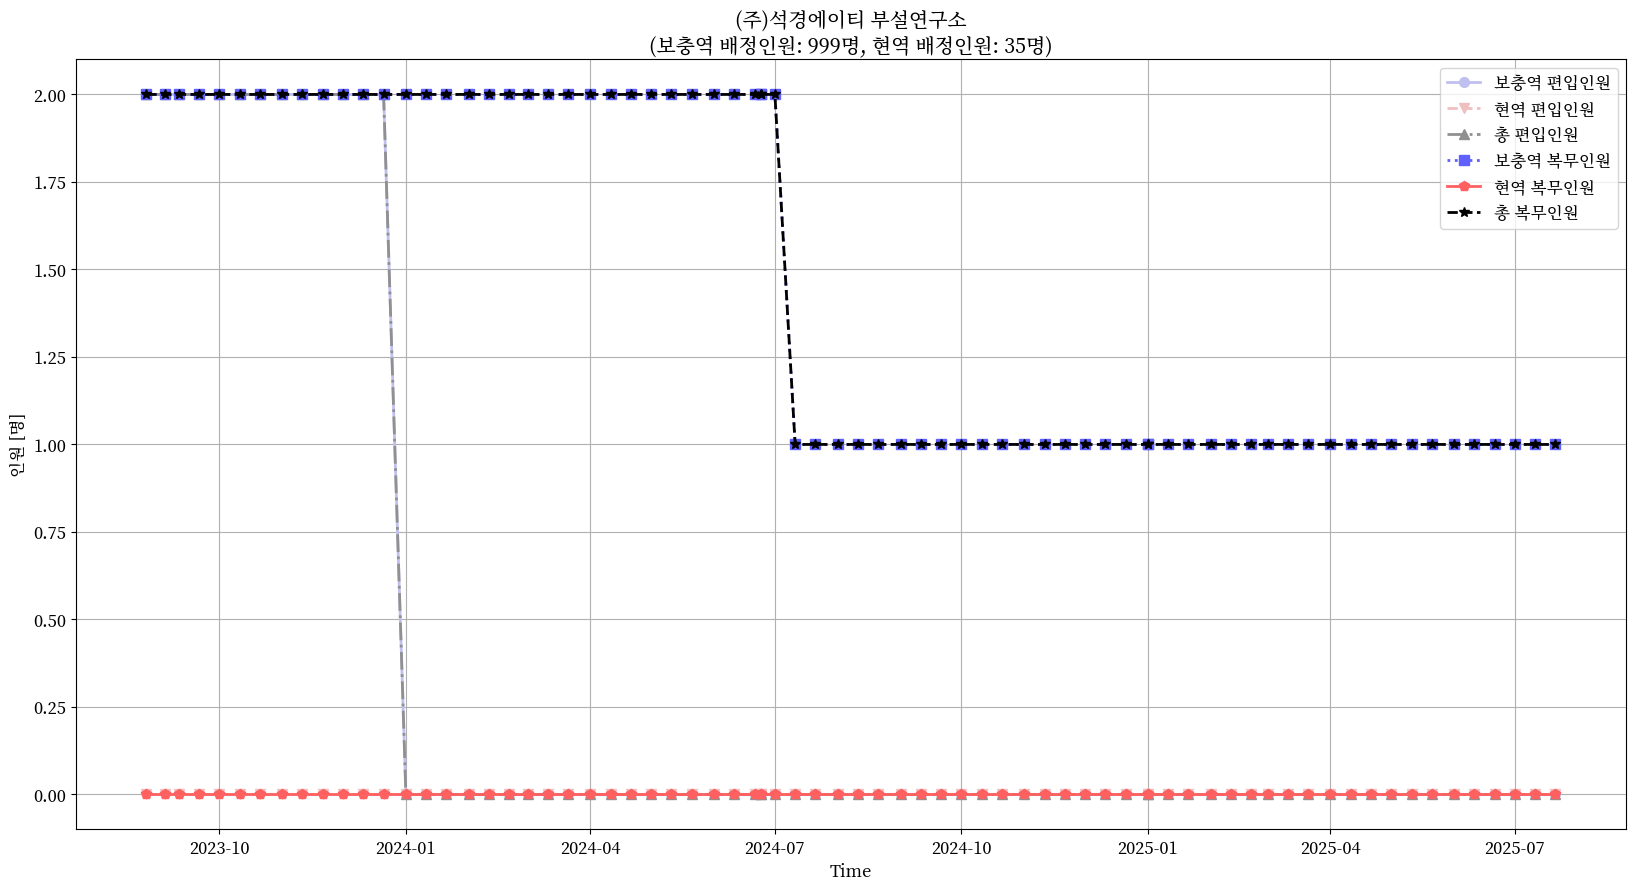 (주)석경에이티 부설연구소
(보충역 배정인원: 999명, 현역 배정인원: 35명)
보충역 편입인원
현역 편입인원
총 편입인원
보충역 복무인원
현역 복무인원
총 복무인원
인원 [명]
2.00
1.75
1.50
1.25
1.00
0.75
0.50
0.25
0.00
2023-10
2024-01
2024-04
2024-07
2024-10
2025-01
2025-04
2025-07
Time